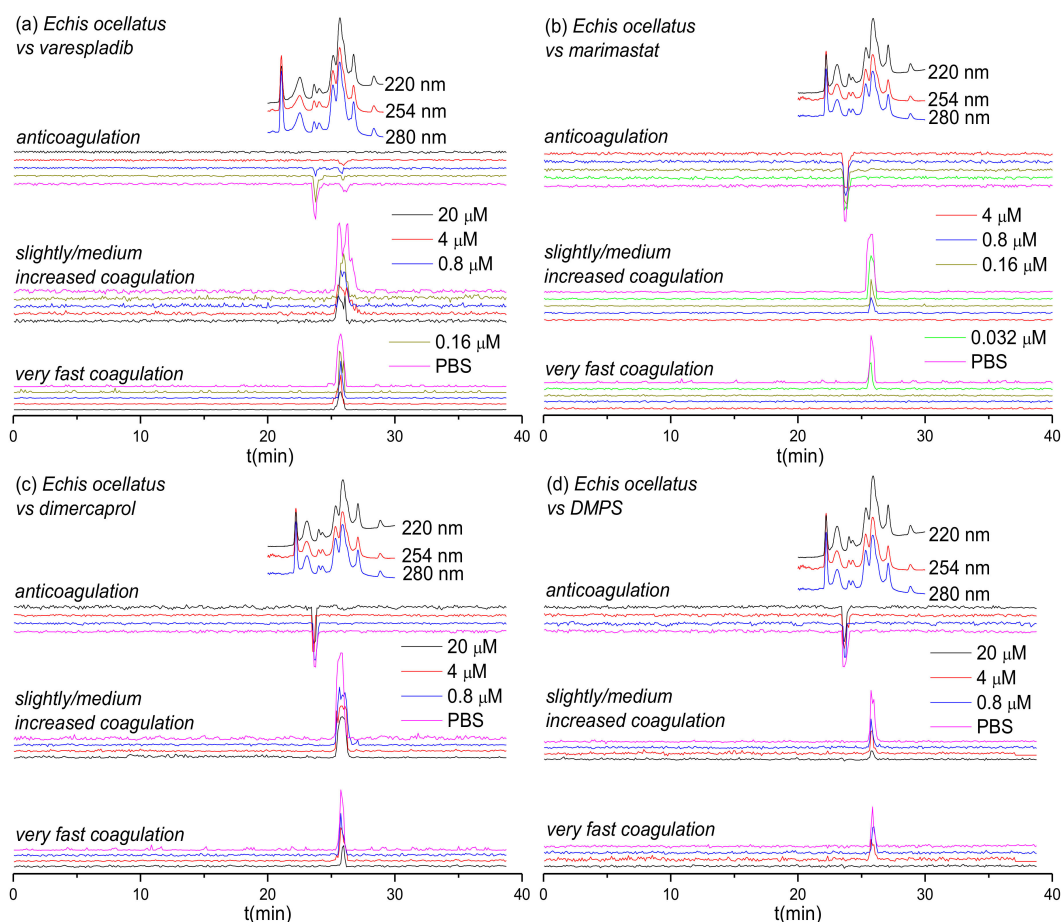 (a) Echis ocellatus
vs varespladib
220 nm
254 nm
280 nm
anticoagulation
20 μM
4 μM
0.8 μM
slightly/medium
increased coagulation
0.16 μM
PBS
very fast coagulation
0 10 20 30 40
t(min)
(b) Echis ocellatus
vs marimastat
220 nm
254 nm
280 nm
anticoagulation
4 μM
0.8 μM
0.16 μM
slightly/medium
increased coagulation
0.032 μM
PBS
very fast coagulation
0 10 20 30 40
t(min)
(c) Echis ocellatus
vs dimercaprol
220 nm
254 nm
280 nm
anticoagulation
20 μM
4 μM
0.8 μM
PBS
slightly/medium
increased coagulation
very fast coagulation
0 10 20 30 40
t(min)
(d) Echis ocellatus
vs DMPS
220 nm
254 nm
280 nm
anticoagulation
20 μM
4 μM
0.8 μM
PBS
slightly/medium
increased coagulation
very fast coagulation
0 10 20 30 40
t(min)